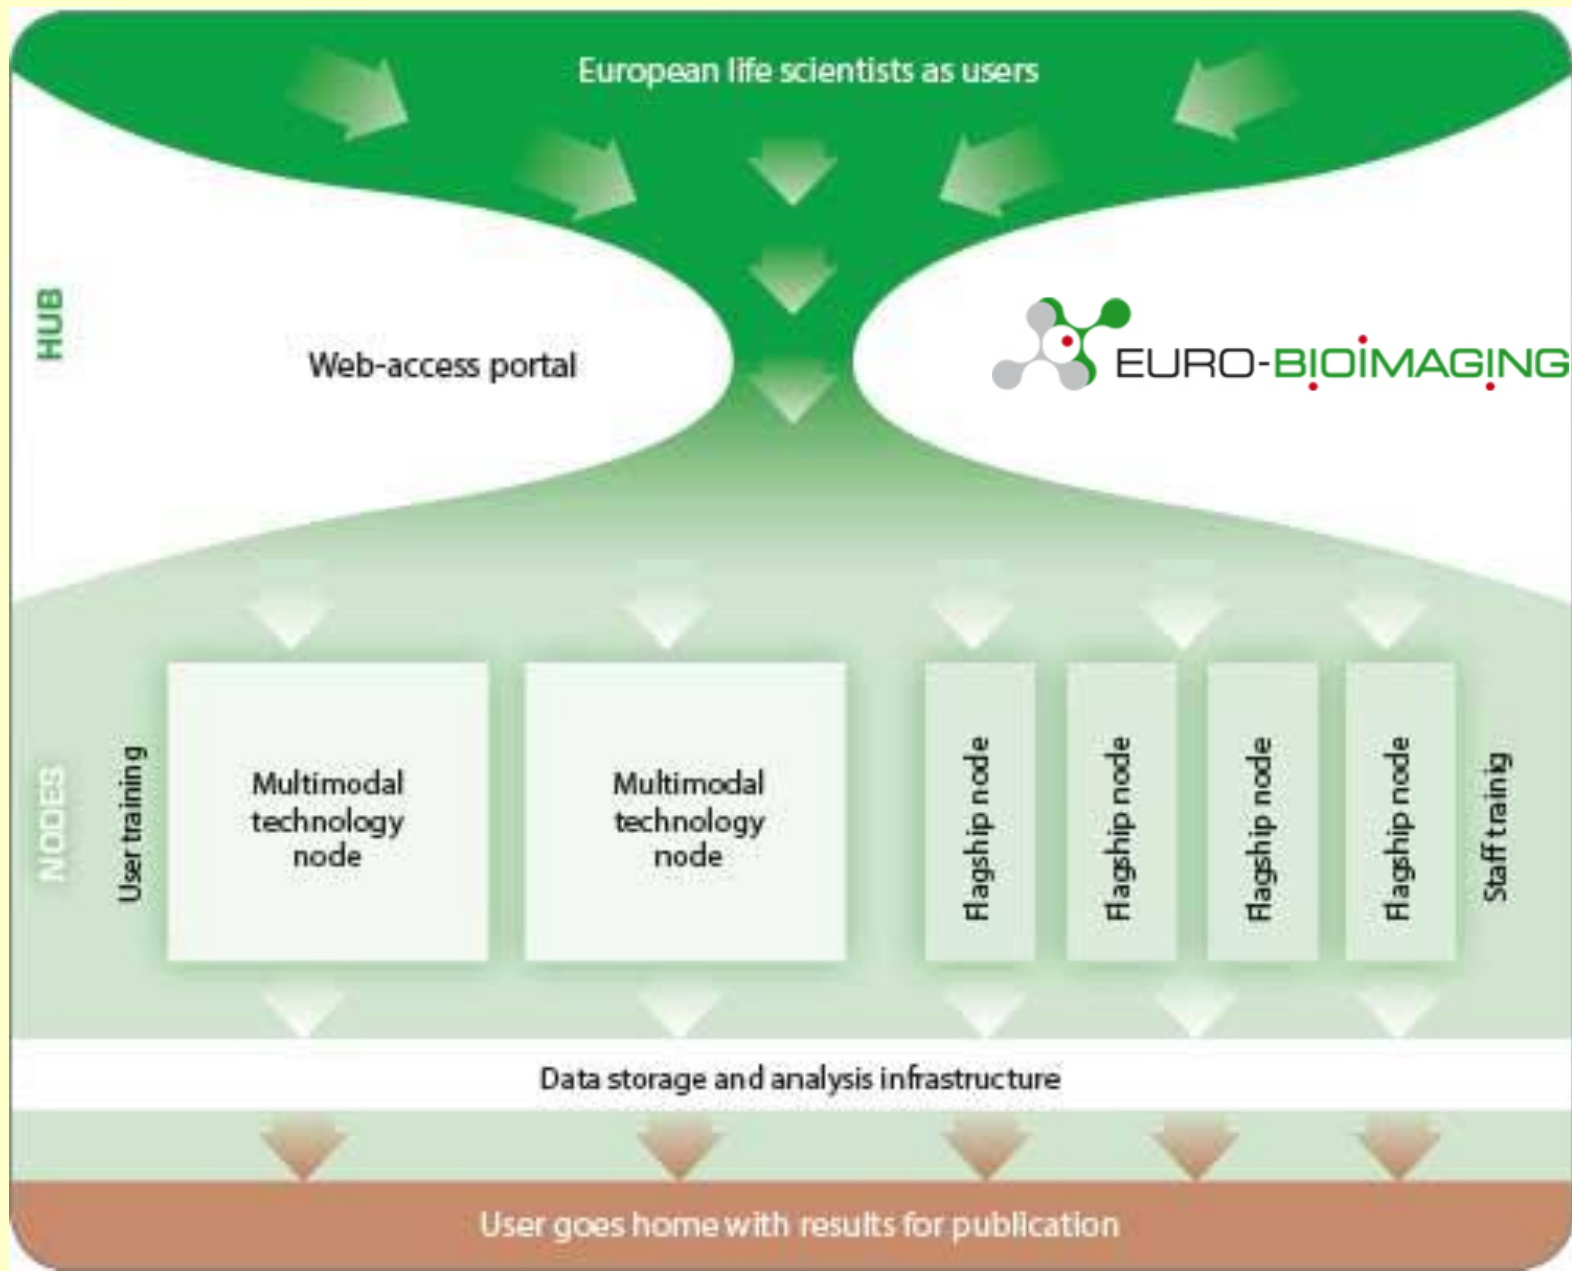 European life scientists as users
HUB
Web-access portal
EURO-BIOIMAGING
NODES
User training
Multimodal
technology
node
Multimodal
technology
node
Flagship node
Flagship node
Flagship node
Flagship node
Staff trainig
Data storage and analysis infrastructure
User goes home with results for publication